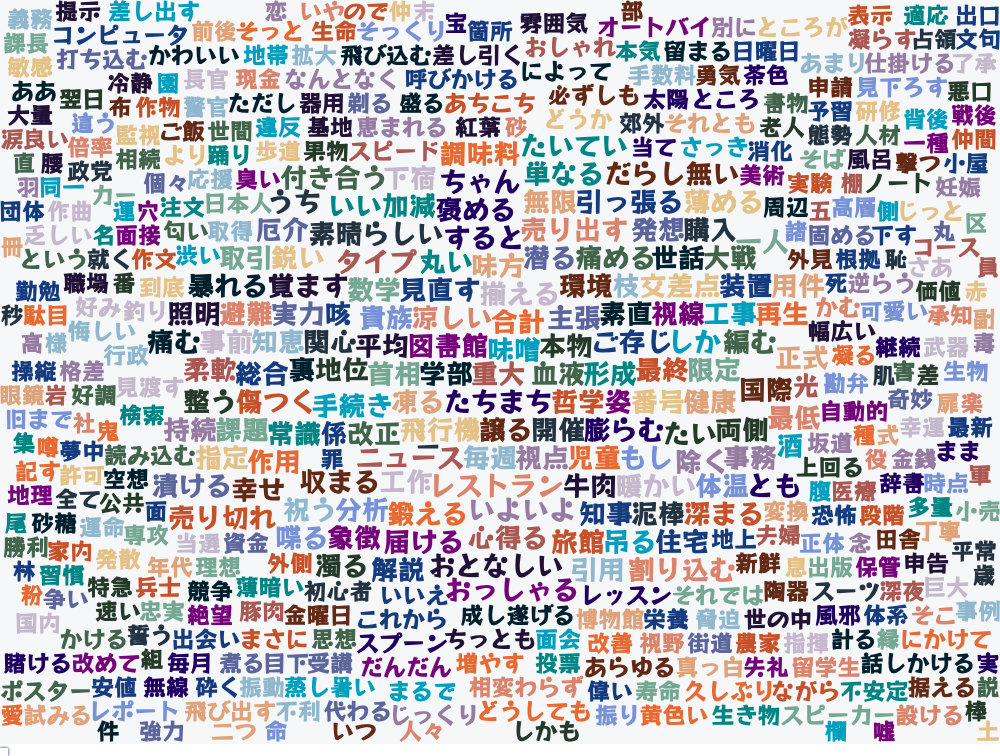 義務 提示 差し出す 恋 いやので 仲 末 宝 箇所 雰囲気 部 オートバイ 別に ところが 表示 適応 出口
課長 コンピュータ 前後 そっと 生命 そっくり 凝らす 占領 文句
敏感 打ち込む かわいい 地帯 拡大 飛び込む 差し引く おしゃれ 本気 留まる 日曜日 あまり 仕掛ける 了承
ああ 冷静 園 長官 現金 なんとなく 呼びかける によって 手数料 勇気 茶色 申請 見下ろす 悪口
大量 翌日 布 作物 警官 ただし 器用 剃る 盛る あちこち 必ずしも 太陽 ところ 書物 予習 研修 背後 戦後
涙 良い 違う 倍率 監視 ご飯 世間 違反 基地 恵まれる 紅葉 砂 どうか 郊外 それとも 老人 態勢 人材 一種 仲間
直 腰 政党 相続 より 踊り 歩道 果物 スピード 調味料 たいてい 当て さっき 消化 そば 風呂 撃つ 小屋
羽 同一 力 個々 応援 臭い 付き合う 下宿 ちゃん 単なる だらし無い 美術 実験 棚 ノート 妊娠
団体 作曲 運 穴 注文 日本人 うち いい加減 褒める 無限 引っ張る 薄める 周辺 五 高層 側 じっと 区
冊 乏しい 名 面接 匂い 取得 厄介 素晴らしい すると 売り出す 発想 購入 一人 諸 固める 下す 丸 コース
という 就く 作文 渋い 取引 鋭い タイプ 丸い 味方 潜る 痛める 世話 大戦 外見 根拠 恥 さあ 員
勤勉 職場 番 到底 暴れる 覚ます 数学 見直す 揃える 環境 枝 交差点 装置 用件 死 逆らう 価値 赤
秒 駄目 好み 釣り 照明 避難 実力 咳 貴族 涼しい 合計 主張 素直 視線 工事 再生 かむ 可愛い 承知 副
高 様 悔しい 行政 痛む 事前 知恵 関心 平均 図書館 味噌 本物 ご存じ しか 編む 正式 幅広い 凝る 継続 武器 毒
操縦 格差 柔軟 総合 裏 地位 首相 学部 重大 血液 形成 最終 限定 国際 光 勘弁 肌 青 差 生物
眼鏡 岩 好調 見渡す 整う 傷つく 手続き 凍る たちまち 哲学 姿 番号 健康 最低 自動的 奇妙 扉 楽
旧 まで 社 鬼 検索 持続 課題 常識 係 改正 飛行機 譲る 開催 膨らむ たい 両側 酒 坂道 種 式 幸運 最新
集 噂 夢中 読み込む 指定 作用 罪 ニュース 毎週 視点 児童 もし 除く 事務 上回る 役 金銭 まま
記す 許可 空想 漬ける 幸せ 収まる 工作 レストラン 牛肉 暖かい 体温 とも 腹 医療 辞書 時点 軍
地理 全て 公共 面 売り切れ 祝う 分析 鍛える いよいよ 知事 泥棒 深まる 変換 恐怖 段階 多量 小売
尾 砂糖 運命 専攻 当選 資金 喋る 象徴 届ける 心得る 旅館 吊る 住宅 地上 夫婦 正体 念 田舎 丁寧 平常
勝利 家内 発散 年代 理想 外側 濁る 解説 おとなしい 引用 割り込む 新鮮 息 出版 保管 申告 歳
林 習慣 特急 兵士 競争 薄暗い 初心者 いいえ おっしゃる レッスン それでは 陶器 スーツ 深夜 巨大
粉 争い 速い 忠実 絶望 豚肉 金曜日 これから 成し遂げる 博物館 栄養 脅迫 世の中 風邪 体系 そこ 事例
国内 かける 誓う 出会い まさに 思想 スプーン ちっとも 面会 改善 視野 街道 農家 指揮 計る 縁 にかけて
賭ける 改めて 組 毎月 煮る 目下 受講 だんだん 増やす 投票 あらゆる 真っ白 失礼 留学生 話しかける 実
ポスター 安値 無線 砕く 振動 蒸し暑い まるで 相変わらず 偉い 寿命 久しぶり ながら 不安定 据える 説
愛 試みる レポート 飛び出す 不利 代わる じっくり どうしても 振り 黄色い 生き物 スピーカー 設ける 棒
件 強力 二つ 命 いつ 人々 しかも 欄 嘘 土